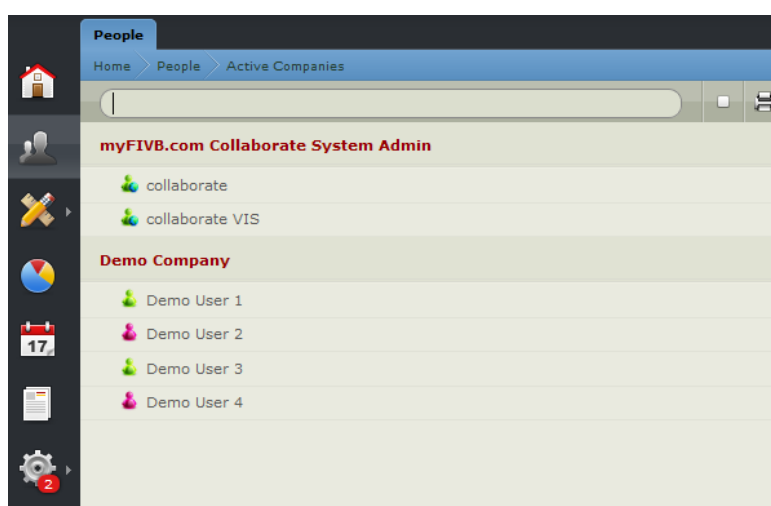 People
Home People Active Companies
myFIVB.com Collaborate System Admin
collaborate
collaborate VIS
Demo Company
Demo User 1
Demo User 2
17
Demo User 3
Demo User 4
2